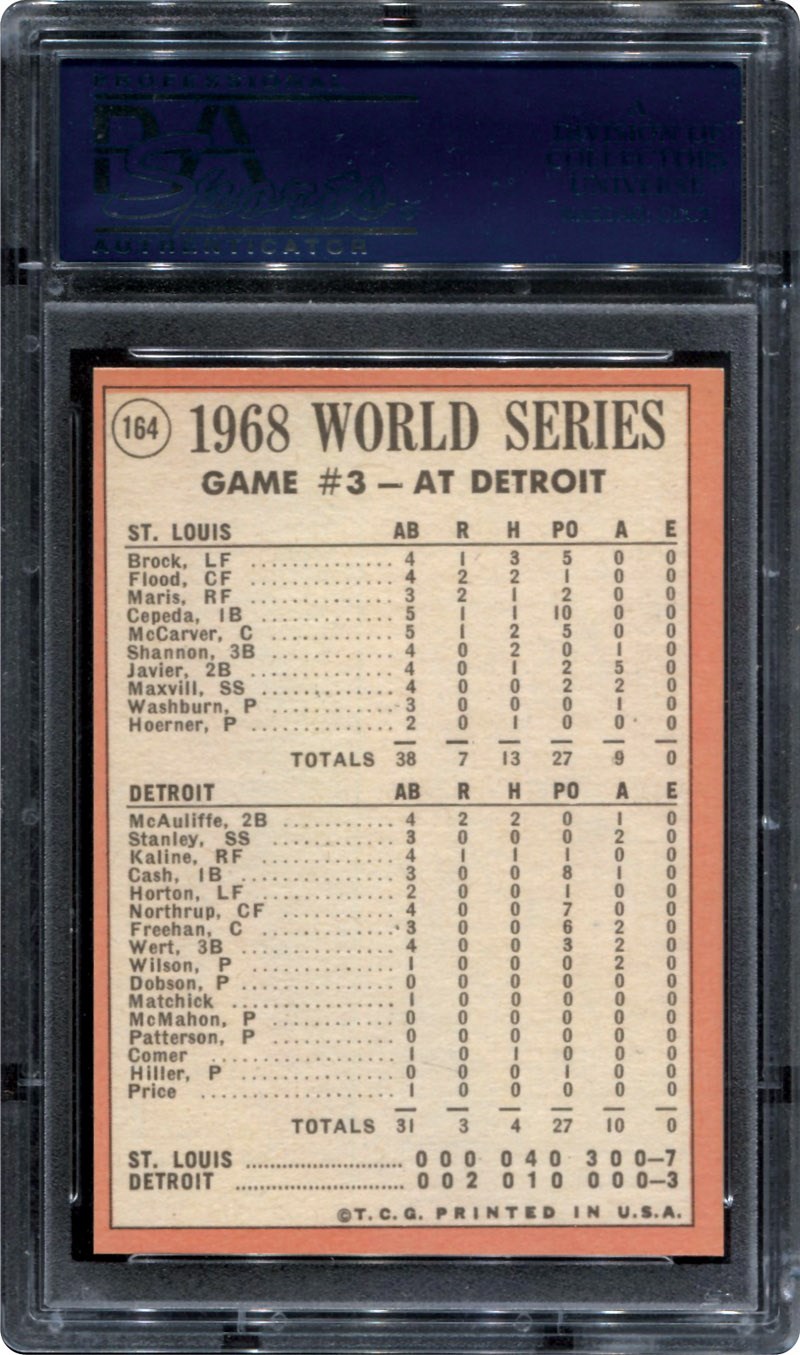 PROFESSIONAL
PSA
Sports
AUTHENTICATOR
A
DIVISION OF
COLLECTORS
UNIVERSE
NASDAQ: CLCT
164 1968 WORLD SERIES
GAME #3 — AT DETROIT
ST. LOUIS AB R H PO A E
Brock, LF .............. 4 1 3 5 0 0
Flood, CF .............. 4 2 2 1 0 0
Maris, RF .............. 3 2 1 2 0 0
Cepeda, 1B ............. 5 1 1 10 0 0
McCarver, C ............ 5 1 2 5 0 0
Shannon, 3B ............ 4 0 2 0 1 0
Javier, 2B ............. 4 0 1 2 5 0
Maxvill, SS ............. 4 0 0 2 2 0
Washburn, P ............ 3 0 0 0 1 0
Hoerner, P ............. 2 0 1 0 0 0
TOTALS 38 7 13 27 9 0
DETROIT AB R H PO A E
McAuliffe, 2B ........... 4 2 2 0 1 0
Stanley, SS ............ 3 0 0 0 2 0
Kaline, RF ............. 4 1 1 1 0 0
Cash, 1B .............. 3 0 0 8 1 0
Horton, LF ............. 2 0 0 1 0 0
Northrup, CF ........... 4 0 0 7 0 0
Freehan, C ............. 3 0 0 6 2 0
Wert, 3B .............. 4 0 0 3 2 0
Wilson, P .............. 1 0 0 0 2 0
Dobson, P ............. 0 0 0 0 0 0
Matchick ............... 1 0 0 0 0 0
McMahon, P ............ 0 0 0 0 0 0
Patterson, P ............ 0 0 0 0 0 0
Comer ................ 1 0 1 0 0 0
Hiller, P ............... 0 0 0 1 0 0
Price .................. 1 0 0 0 0 0
TOTALS 31 3 4 27 10 0
ST. LOUIS ........................ 0 0 0 0 4 0 3 0 0—7
DETROIT ........................ 0 0 2 0 1 0 0 0 0—3
©T.C.G. PRINTED IN U.S.A.